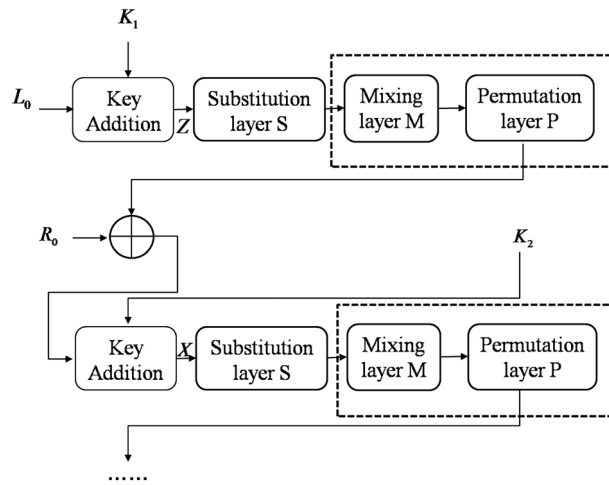 K₁
L₀
Key
Addition
Z
Substitution
layer S
Mixing
layer M
Permutation
layer P
R₀
K₂
Key
Addition
X
Substitution
layer S
Mixing
layer M
Permutation
layer P
......